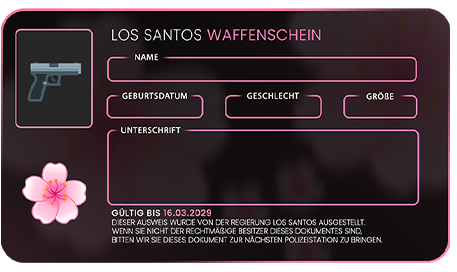 LOS SANTOS WAFFENSCHEIN
NAME
GEBURTSDATUM GESCHLECHT GRÖßE
UNTERSCHRIFT
GÜLTIG BIS 16.03.2029
DIESER AUSWEIS WURDE VON DER REGIERUNG LOS SANTOS AUSGESTELLT.
WENN SIE NICHT DER RECHTMÄßIGE BESITZER DIESES DOKUMENTES SIND,
BITTEN WIR SIE DIESES DOKUMENT ZUR NÄCHSTEN POLIZEISTATION ZU BRINGEN.